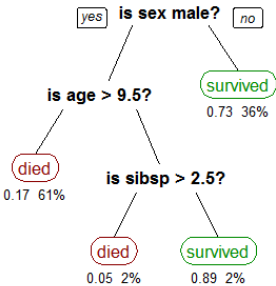 is sex male?
yes
no
survived
0.73 36%
is age > 9.5?
died
0.17 61%
is sibsp > 2.5?
died
survived
0.05 2%
0.89 2%